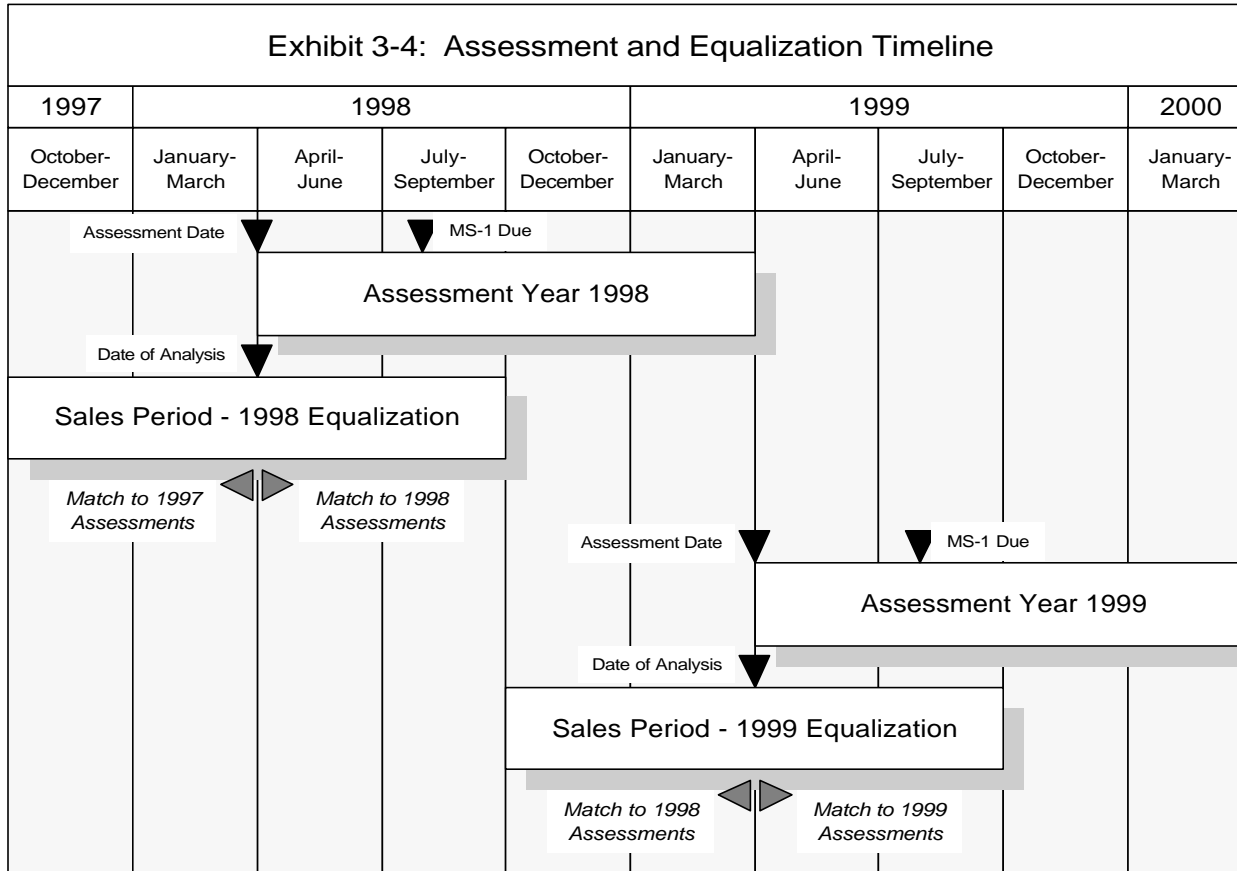 Exhibit 3-4: Assessment and Equalization Timeline
1997 1998 1999 2000
October- January- April- July- October- January- April- July- October- January-
December March June September December March June September December March
Assessment Date MS-1 Due
Assessment Year 1998
Date of Analysis
Sales Period - 1998 Equalization
Match to 1997 Match to 1998
Assessments Assessments
Assessment Date MS-1 Due
Assessment Year 1999
Date of Analysis
Sales Period - 1999 Equalization
Match to 1998 Match to 1999
Assessments Assessments